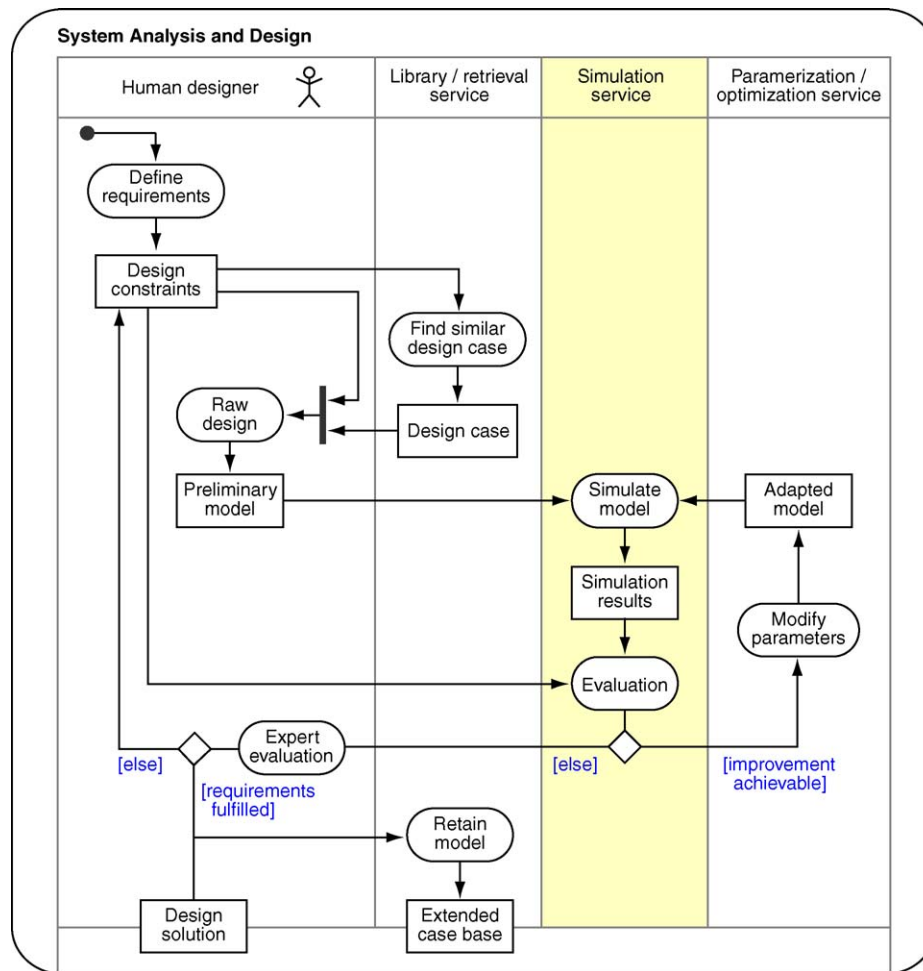 System Analysis and Design
Human designer
Library / retrieval
service
Simulation
service
Paramerization /
optimization service
Define
requirements
Design
constraints
Find similar
design case
Raw
design
Design case
Preliminary
model
Simulate
model
Adapted
model
Simulation
results
Modify
parameters
Evaluation
Expert
evaluation
[else]
[requirements
fulfilled]
[else]
[improvement
achievable]
Retain
model
Design
solution
Extended
case base